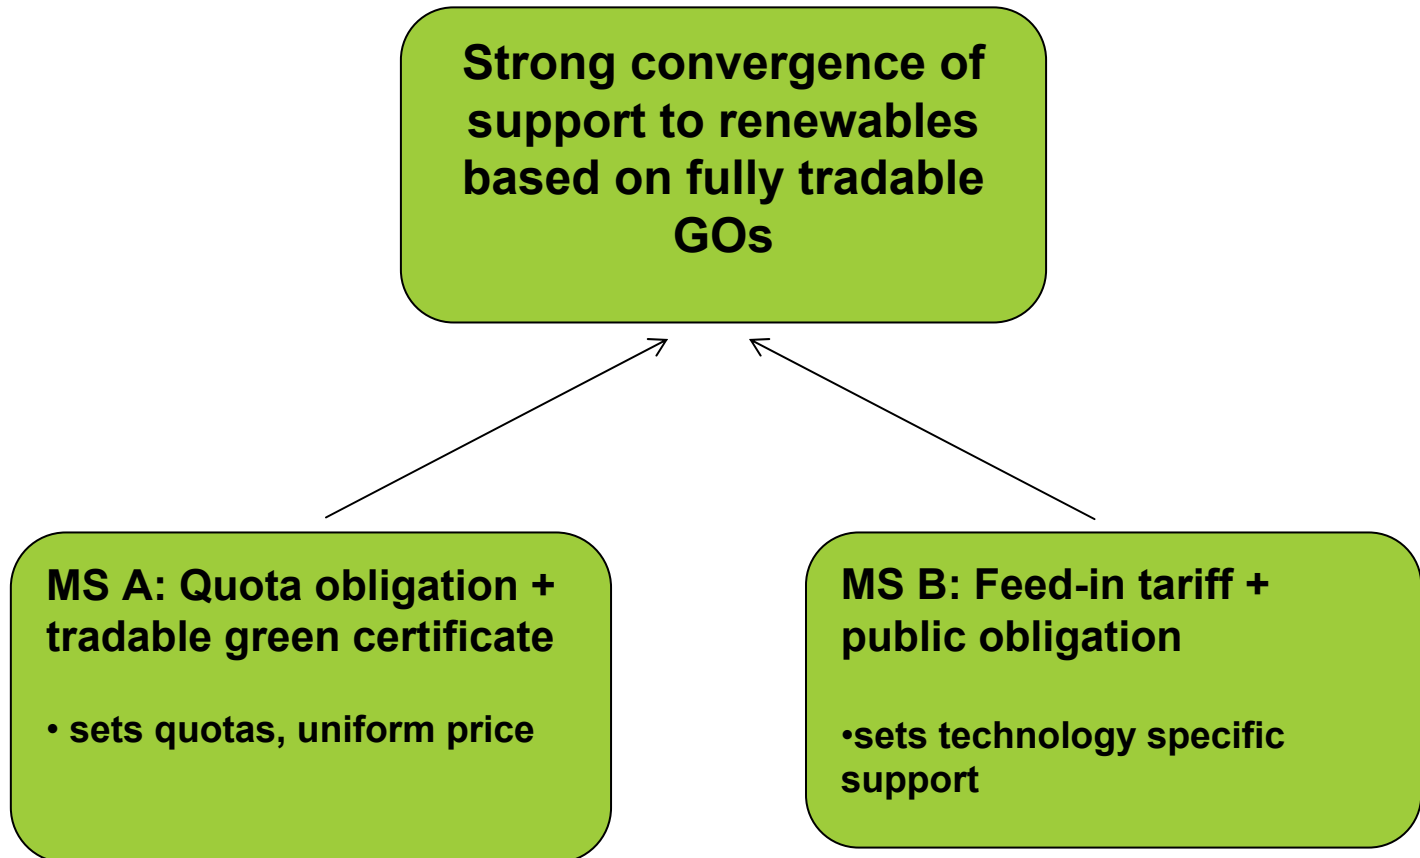 Strong convergence of
support to renewables
based on fully tradable
GOs
MS A: Quota obligation +
tradable green certificate
• sets quotas, uniform price
MS B: Feed-in tariff +
public obligation
•sets technology specific
support